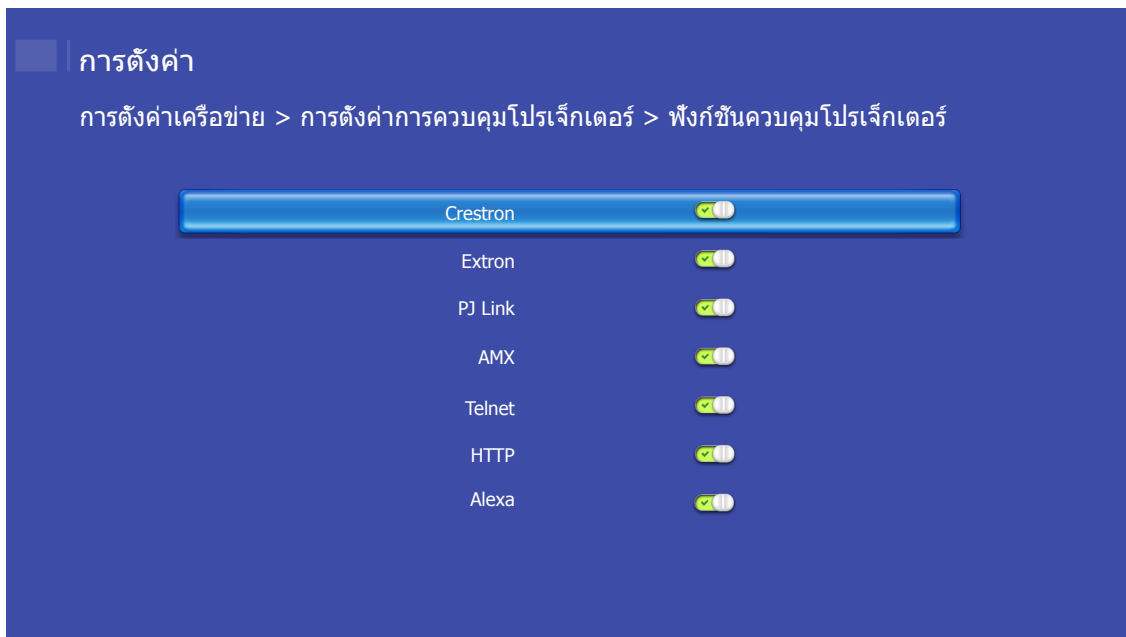 การตั้งค่า
การตั้งค่าเครือข่าย > การตั้งค่าการควบคุมโปรเจ็กเตอร์ > ฟังก์ชันควบคุมโปรเจ็กเตอร์
Crestron
Extron
PJ Link
AMX
Telnet
HTTP
Alexa